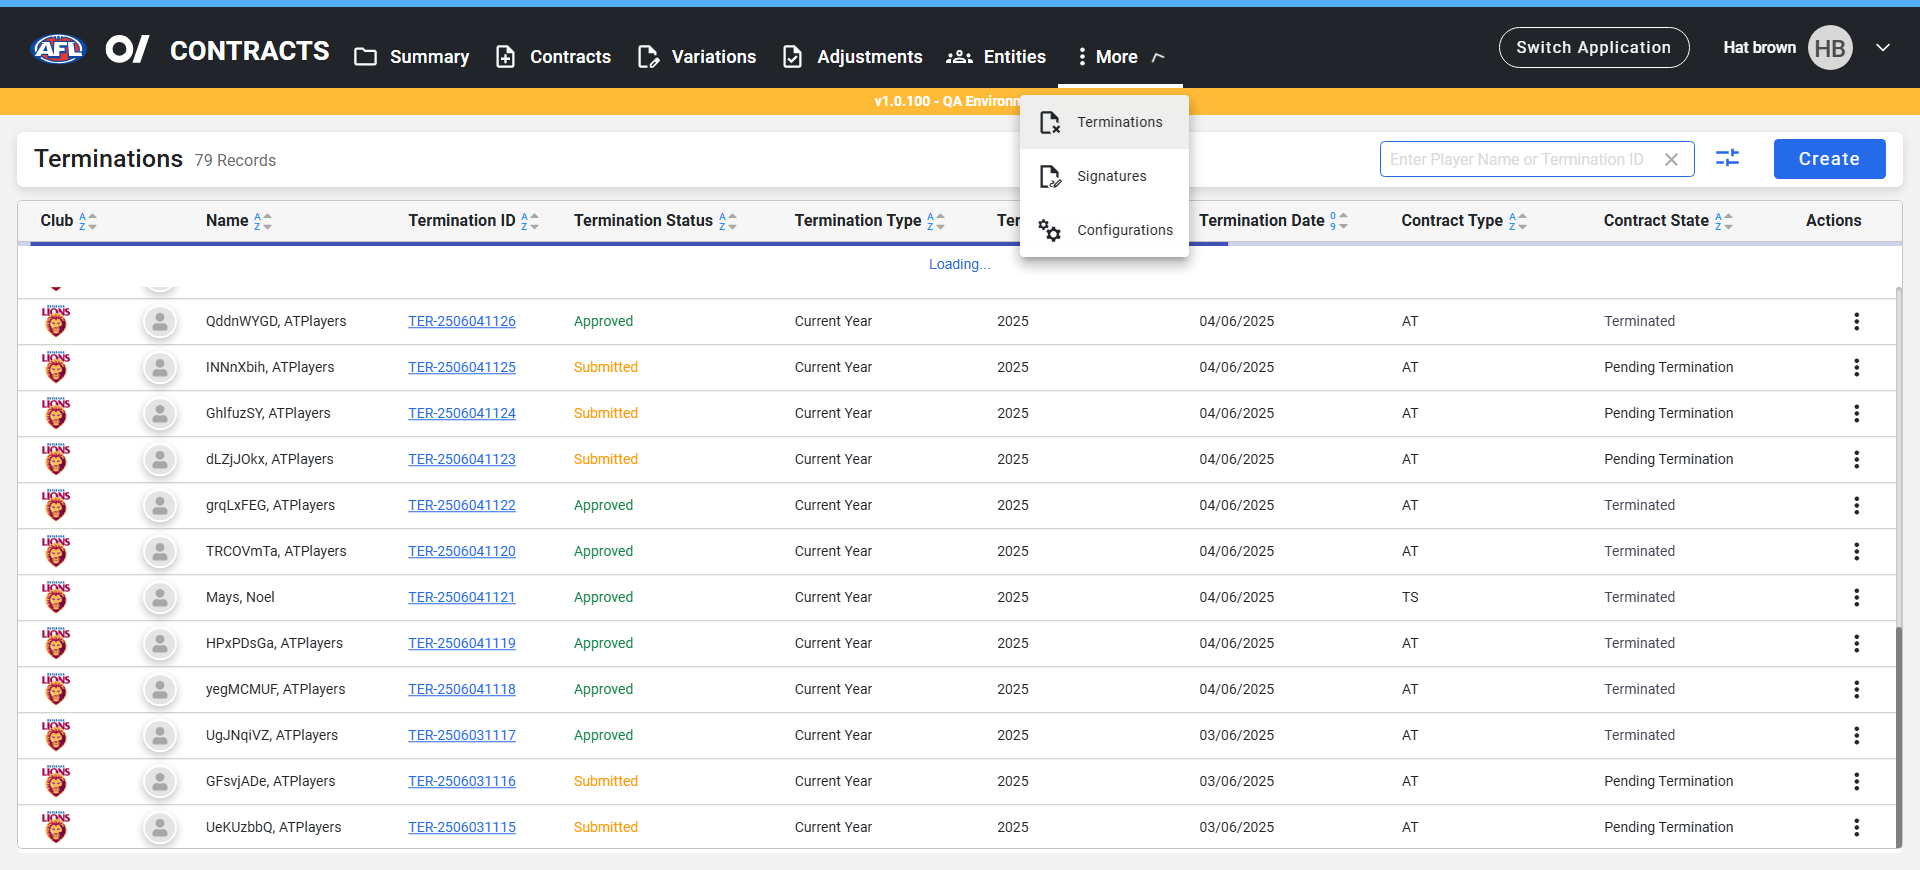 AFL CONTRACTS Summary Contracts Variations Adjustments Entities More Switch Application Hat brown HB
v1.0.100 - QA Environ
Terminations
Signatures
Configurations
Terminations 79 Records Enter Player Name or Termination ID Create
Club Name Termination ID Termination Status Termination Type Ter Termination Date Contract Type Contract State Actions
Loading...
LIONS QddnWYGD, ATPlayers TER-2506041126 Approved Current Year 2025 04/06/2025 AT Terminated
LIONS INNnXbih, ATPlayers TER-2506041125 Submitted Current Year 2025 04/06/2025 AT Pending Termination
LIONS GhlfuzSY, ATPlayers TER-2506041124 Submitted Current Year 2025 04/06/2025 AT Pending Termination
LIONS dLZjJOkx, ATPlayers TER-2506041123 Submitted Current Year 2025 04/06/2025 AT Pending Termination
LIONS grqLxFEG, ATPlayers TER-2506041122 Approved Current Year 2025 04/06/2025 AT Terminated
LIONS TRCOVmTa, ATPlayers TER-2506041120 Approved Current Year 2025 04/06/2025 AT Terminated
LIONS Mays, Noel TER-2506041121 Approved Current Year 2025 04/06/2025 TS Terminated
LIONS HPxPDsGa, ATPlayers TER-2506041119 Approved Current Year 2025 04/06/2025 AT Terminated
LIONS yegMCMUF, ATPlayers TER-2506041118 Approved Current Year 2025 04/06/2025 AT Terminated
LIONS UgJNqiVZ, ATPlayers TER-2506031117 Approved Current Year 2025 03/06/2025 AT Terminated
LIONS GFsvjADe, ATPlayers TER-2506031116 Submitted Current Year 2025 03/06/2025 AT Pending Termination
LIONS UeKUzbbQ, ATPlayers TER-2506031115 Submitted Current Year 2025 03/06/2025 AT Pending Termination